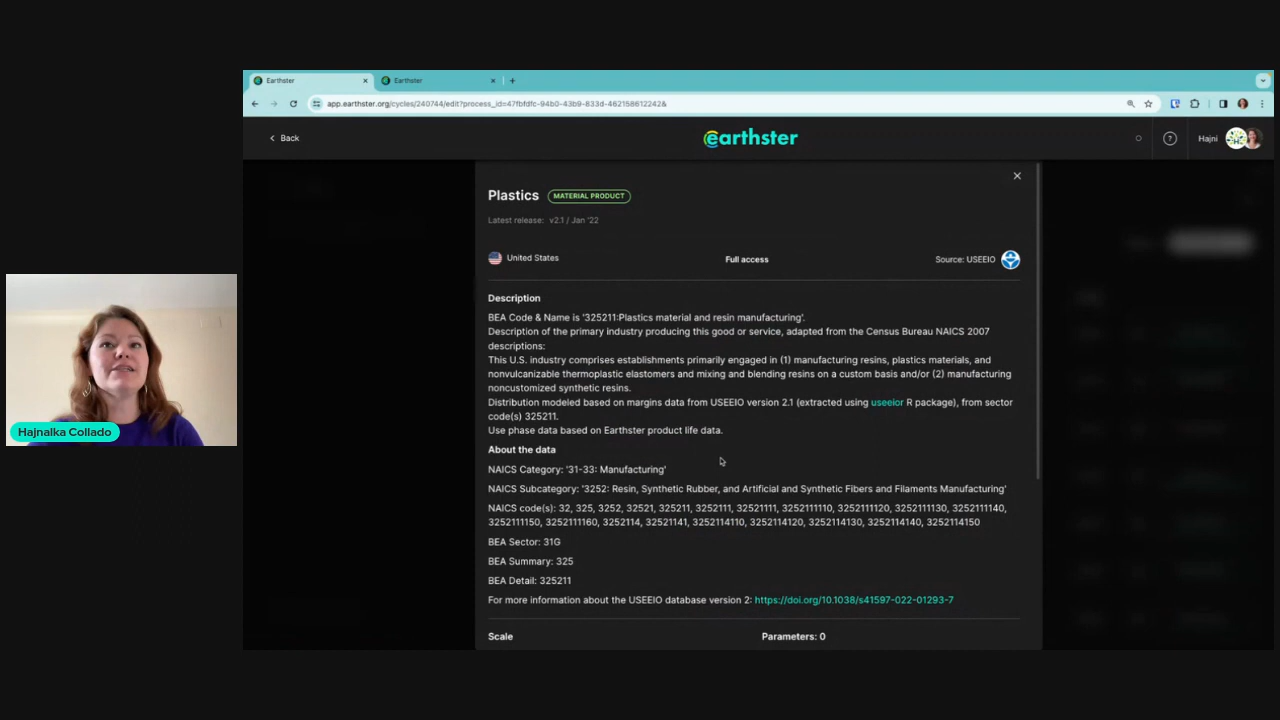 Earthster
Earthster
app.earthster.org/cycles/240744/edit?process_id=47fbfdfc-94b0-43b9-833d-462158612242&
Back
earthster
Hajni
Plastics
MATERIAL PRODUCT
Latest release: v2.1 / Jan '22
United States
Full access
Source: USEEIO
Description
BEA Code & Name is '325211:Plastics material and resin manufacturing'.
Description of the primary industry producing this good or service, adapted from the Census Bureau NAICS 2007
descriptions:
This U.S. industry comprises establishments primarily engaged in (1) manufacturing resins, plastics materials, and
nonvulcanizable thermoplastic elastomers and mixing and blending resins on a custom basis and/or (2) manufacturing
noncustomized synthetic resins.
Distribution modeled based on margins data from USEEIO version 2.1 (extracted using useeior R package), from sector
code(s) 325211.
Use phase data based on Earthster product life data.
About the data
NAICS Category: '31-33: Manufacturing'
NAICS Subcategory: '3252: Resin, Synthetic Rubber, and Artificial and Synthetic Fibers and Filaments Manufacturing'
NAICS code(s): 32, 325, 3252, 32521, 325211, 3252111, 32521111, 3252111110, 3252111120, 3252111130, 3252111140,
3252111150, 3252111160, 3252114, 32521141, 3252114110, 3252114120, 3252114130, 3252114140, 3252114150
BEA Sector: 31G
BEA Summary: 325
BEA Detail: 325211
For more information about the USEEIO database version 2: https://doi.org/10.1038/s41597-022-01293-7
Scale
Parameters: 0
Hajnalka Collado